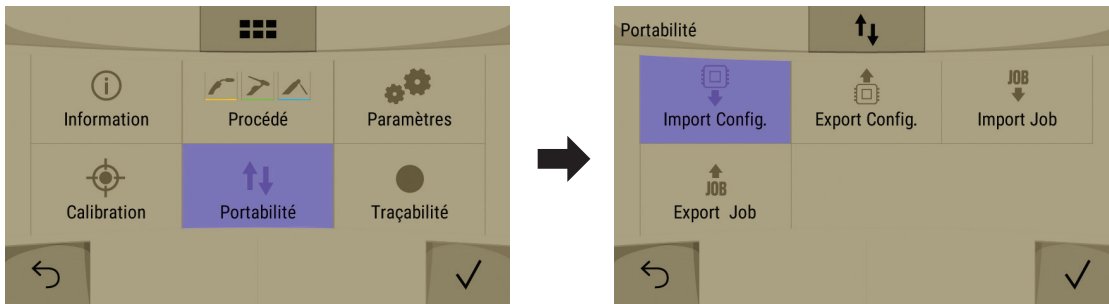 Information
Procédé
Paramètres
Calibration
Portabilité
Traçabilité
Portabilité
Import Config.
Export Config.
JOB
Import Job
JOB
Export Job